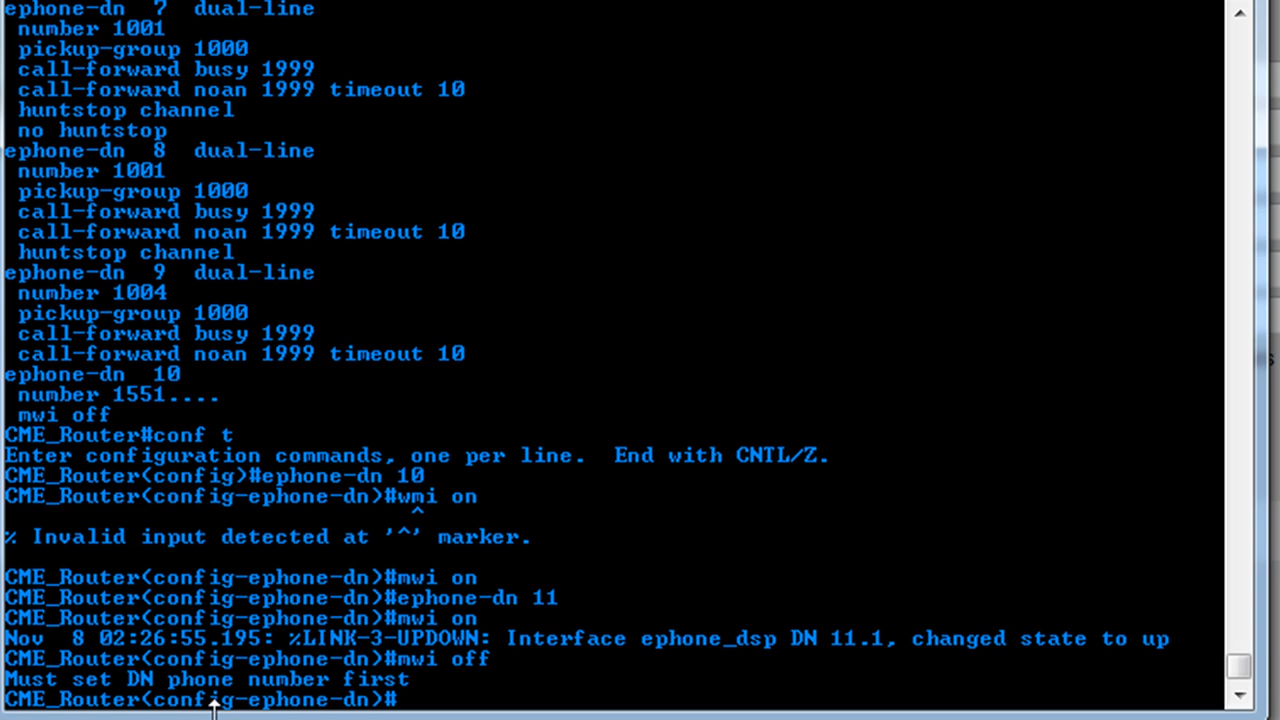 ephone-dn  7  dual-line
 number 1001
 pickup-group 1000
 call-forward busy 1999
 call-forward noan 1999 timeout 10
 huntstop channel
 no huntstop
ephone-dn  8  dual-line
 number 1001
 pickup-group 1000
 call-forward busy 1999
 call-forward noan 1999 timeout 10
 huntstop channel
ephone-dn  9  dual-line
 number 1004
 pickup-group 1000
 call-forward busy 1999
 call-forward noan 1999 timeout 10
ephone-dn  10
 number 1551....
 mwi off
CME_Router#conf t
Enter configuration commands, one per line.  End with CNTL/Z.
CME_Router(config)#ephone-dn 10
CME_Router(config-ephone-dn)#wmi on
^
% Invalid input detected at '^' marker.
CME_Router(config-ephone-dn)#mwi on
CME_Router(config-ephone-dn)#ephone-dn 11
CME_Router(config-ephone-dn)#mwi on
Nov  8 02:26:55.195: %LINK-3-UPDOWN: Interface ephone_dsp DN 11.1, changed state to up
CME_Router(config-ephone-dn)#mwi off
Must set DN phone number first
CME_Router(config-ephone-dn)#